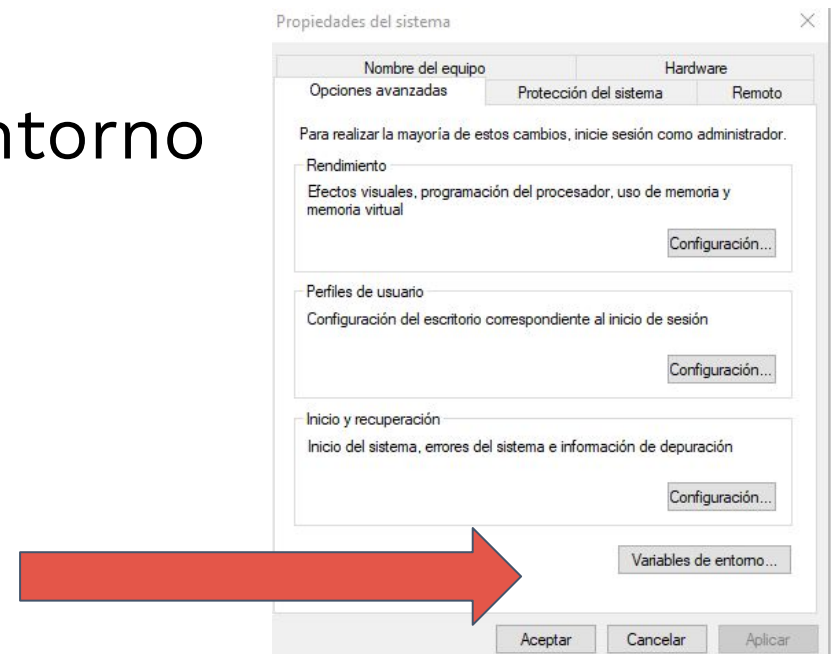 ntorno
Propiedades del sistema
Nombre del equipo
Hardware
Opciones avanzadas
Protección del sistema
Remoto
Para realizar la mayoría de estos cambios, inicie sesión como administrador.
Rendimiento
Efectos visuales, programación del procesador, uso de memoria y
memoria virtual
Configuración...
Perfiles de usuario
Configuración del escritorio correspondiente al inicio de sesión
Configuración...
Inicio y recuperación
Inicio del sistema, errores del sistema e información de depuración
Configuración...
Variables de entorno...
Aceptar
Cancelar
Aplicar